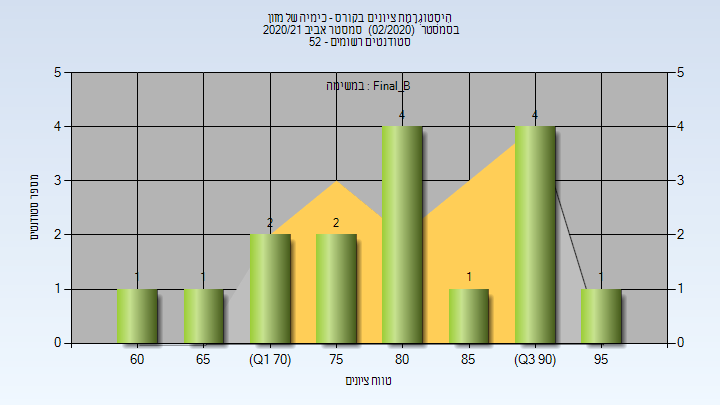 היסטוגרמת ציונים בקורס - כימיה של מזון
בסמסטר (02/2020) סמסטר אביב 2020/21
סטודנטים רשומים - 52
במשימה : Final_B
5 5
4 4
3 3
2 2
1 1
0 0
1 1 2 2 4 1 4 1
מספר סטודנטים
60 65 (Q1 70) 75 80 85 (Q3 90) 95
טווח ציונים